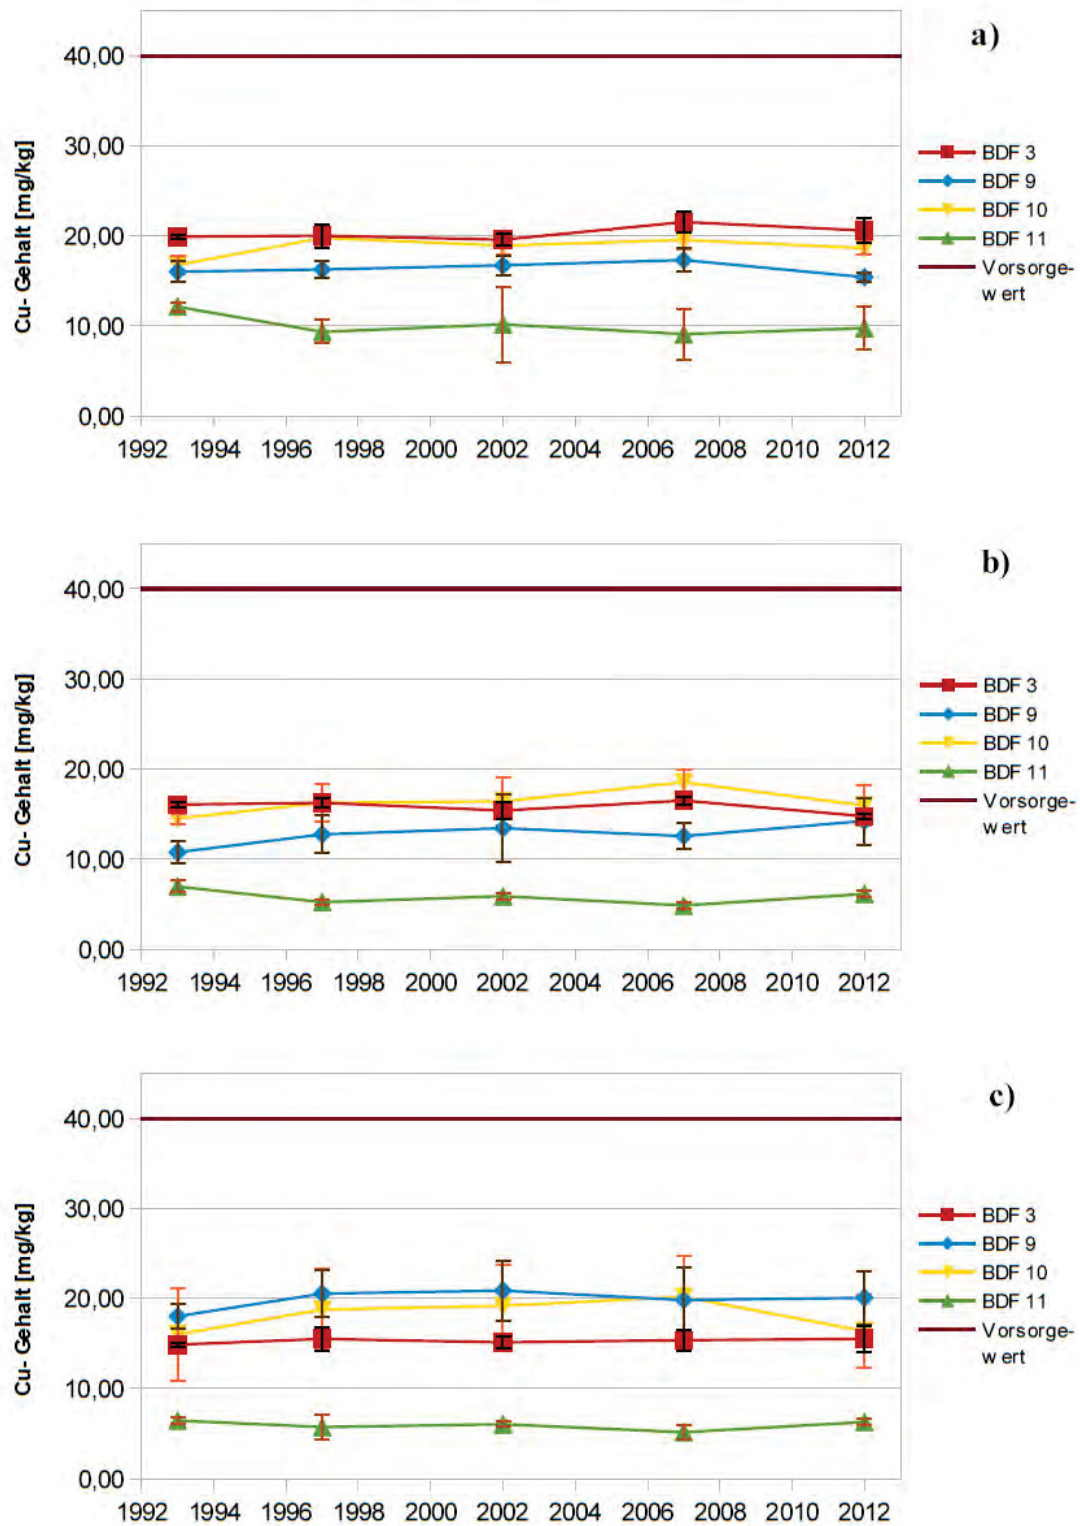 a)
Cu- Gehalt [mg/kg]
40,00
30,00
20,00
10,00
0,00
1992 1994 1996 1998 2000 2002 2004 2006 2008 2010 2012
BDF 3
BDF 9
BDF 10
BDF 11
Vorsorge-
wert
b)
Cu- Gehalt [mg/kg]
40,00
30,00
20,00
10,00
0,00
1992 1994 1996 1998 2000 2002 2004 2006 2008 2010 2012
BDF 3
BDF 9
BDF 10
BDF 11
Vorsorge-
wert
c)
Cu- Gehalt [mg/kg]
40,00
30,00
20,00
10,00
0,00
1992 1994 1996 1998 2000 2002 2004 2006 2008 2010 2012
BDF 3
BDF 9
BDF 10
BDF 11
Vorsorge-
wert